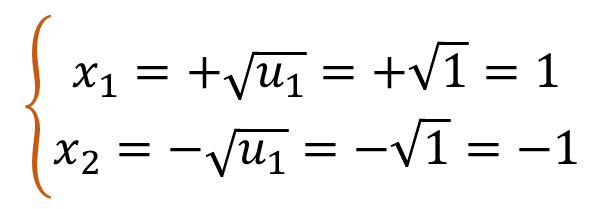 x₁ = +√u₁ = +√1 = 1
x₂ = −√u₁ = −√1 = −1